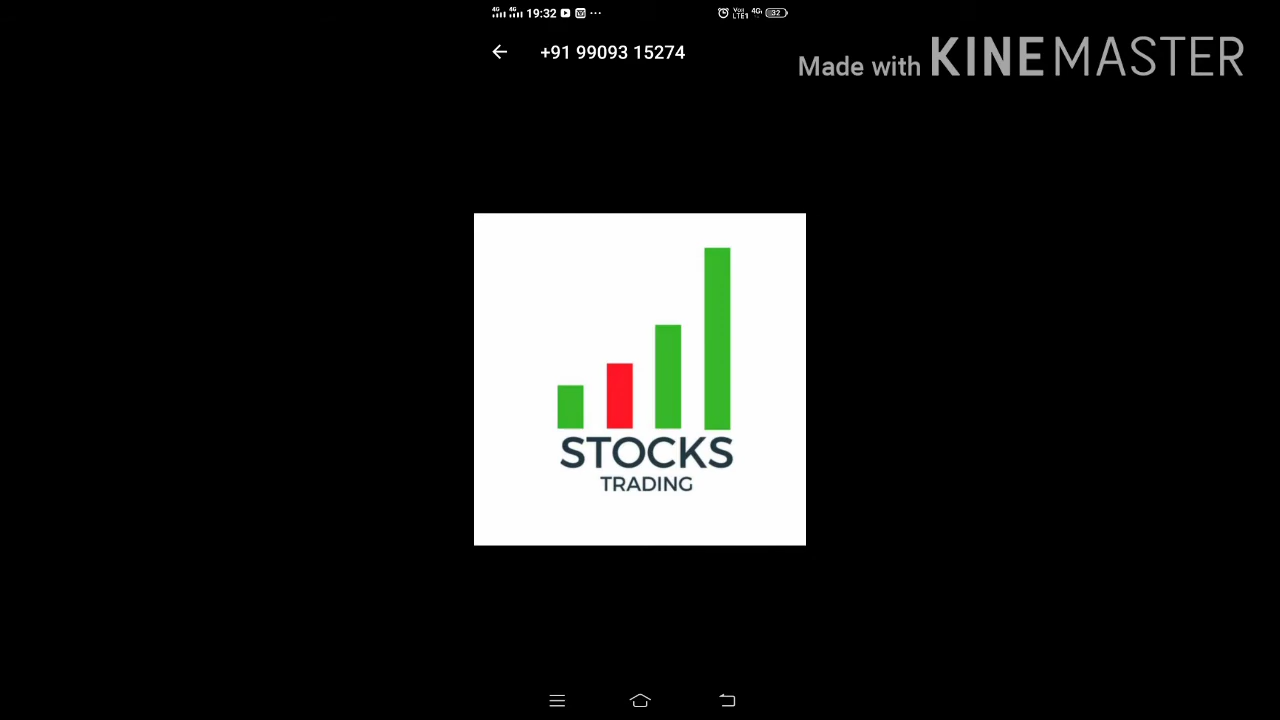 19:32
+91 99093 15274
Made with KINEMASTER
STOCKS
TRADING